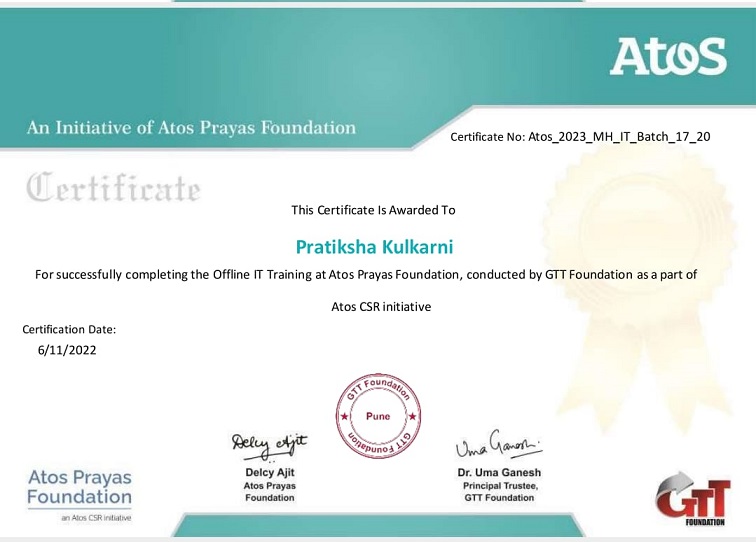 AtoS
An Initiative of Atos Prayas Foundation
Certificate No: Atos_2023_MH_IT_Batch_17_20
Certificate
This Certificate Is Awarded To
Pratiksha Kulkarni
For successfully completing the Offline IT Training at Atos Prayas Foundation, conducted by GTT Foundation as a part of
Atos CSR initiative
Certification Date:
6/11/2022
GTT Foundation
Pune
GTT Foundation
Delcy Ajit
Uma Ganesh.
Delcy Ajit
Atos Prayas
Foundation
Dr. Uma Ganesh
Principal Trustee,
GTT Foundation
Atos Prayas
Foundation
an Atos CSR initiative
GTT
FOUNDATION